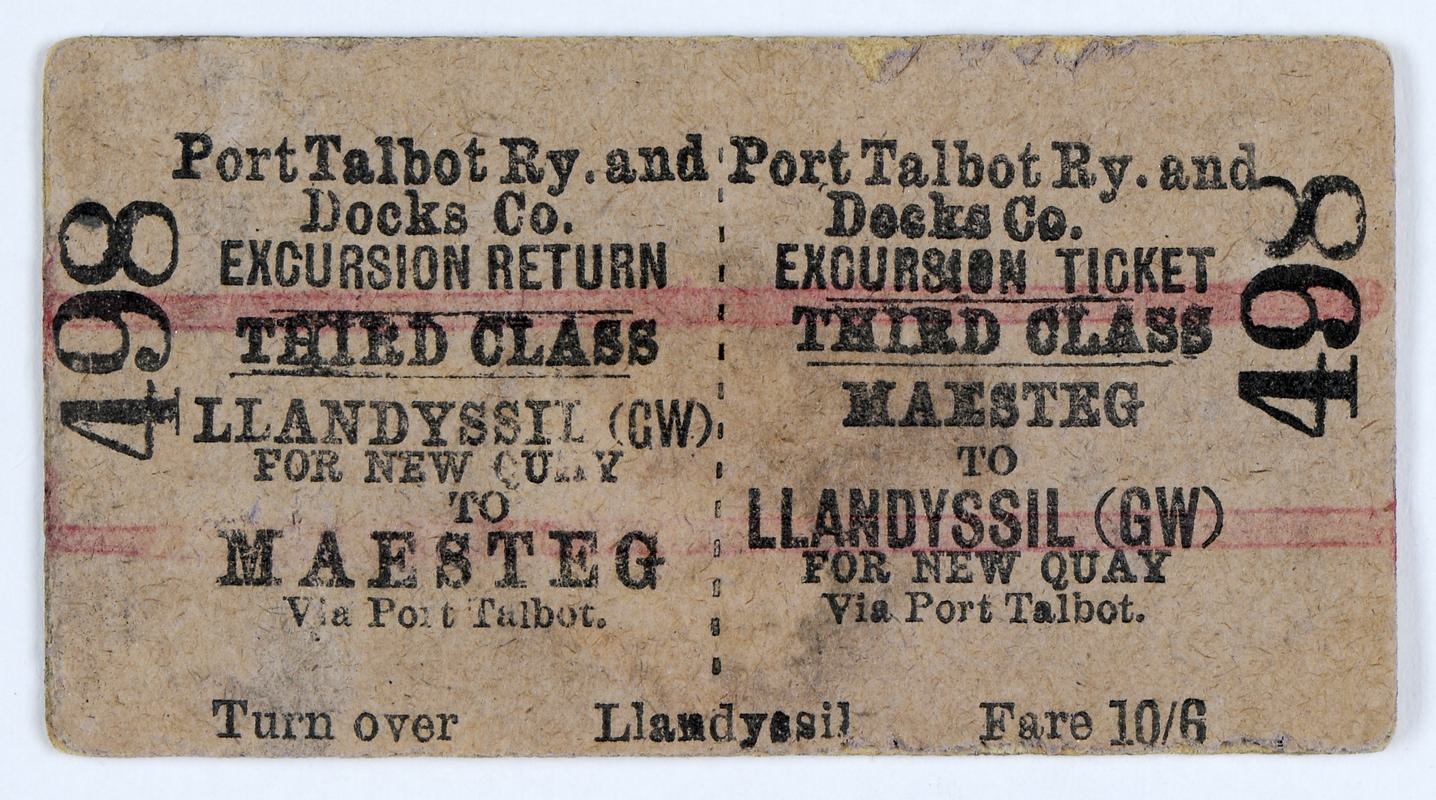 498
Port Talbot Ry. and
Docks Co.
EXCURSION RETURN
THIRD CLASS
LLANDYSSIL (GW)
FOR NEW QUAY
TO
MAESTEG
Via Port Talbot.
Port Talbot Ry. and
Docks Co.
EXCURSION TICKET
THIRD CLASS
MAESTEG
TO
LLANDYSSIL (GW)
FOR NEW QUAY
Via Port Talbot.
498
Turn over Llandyssil Fare 10/6